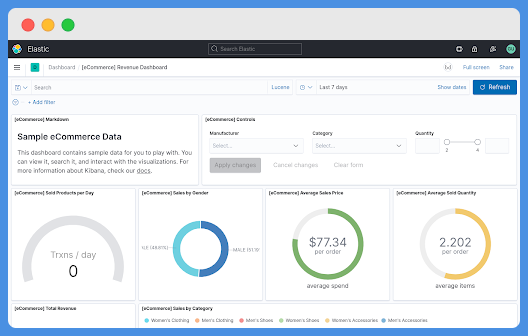 Elastic
Search Elastic
Dashboard
[eCommerce] Revenue Dashboard
Full screen
Share
Search
Lucene
Last 7 days
Show dates
Refresh
+ Add filter
[eCommerce] Markdown
Sample eCommerce Data
This dashboard contains sample data for you to play with. You
can view it, search it, and interact with the visualizations. For
more information about Kibana, check our docs.
[eCommerce] Controls
Manufacturer
Category
Quantity
Select...
Select...
2
4
Apply changes
Cancel changes
Clear form
[eCommerce] Sold Products per Day
Trxns / day
0
[eCommerce] Sales by Gender
[eCommerce] Average Sales Price
$77.34
per order
average spend
[eCommerce] Average Sold Quantity
2.202
per order
average items
[eCommerce] Total Revenue
[eCommerce] Sales by Category
Women's Clothing
Men's Clothing
Men's Shoes
Women's Shoes
Women's Accessories
Men's Accessories